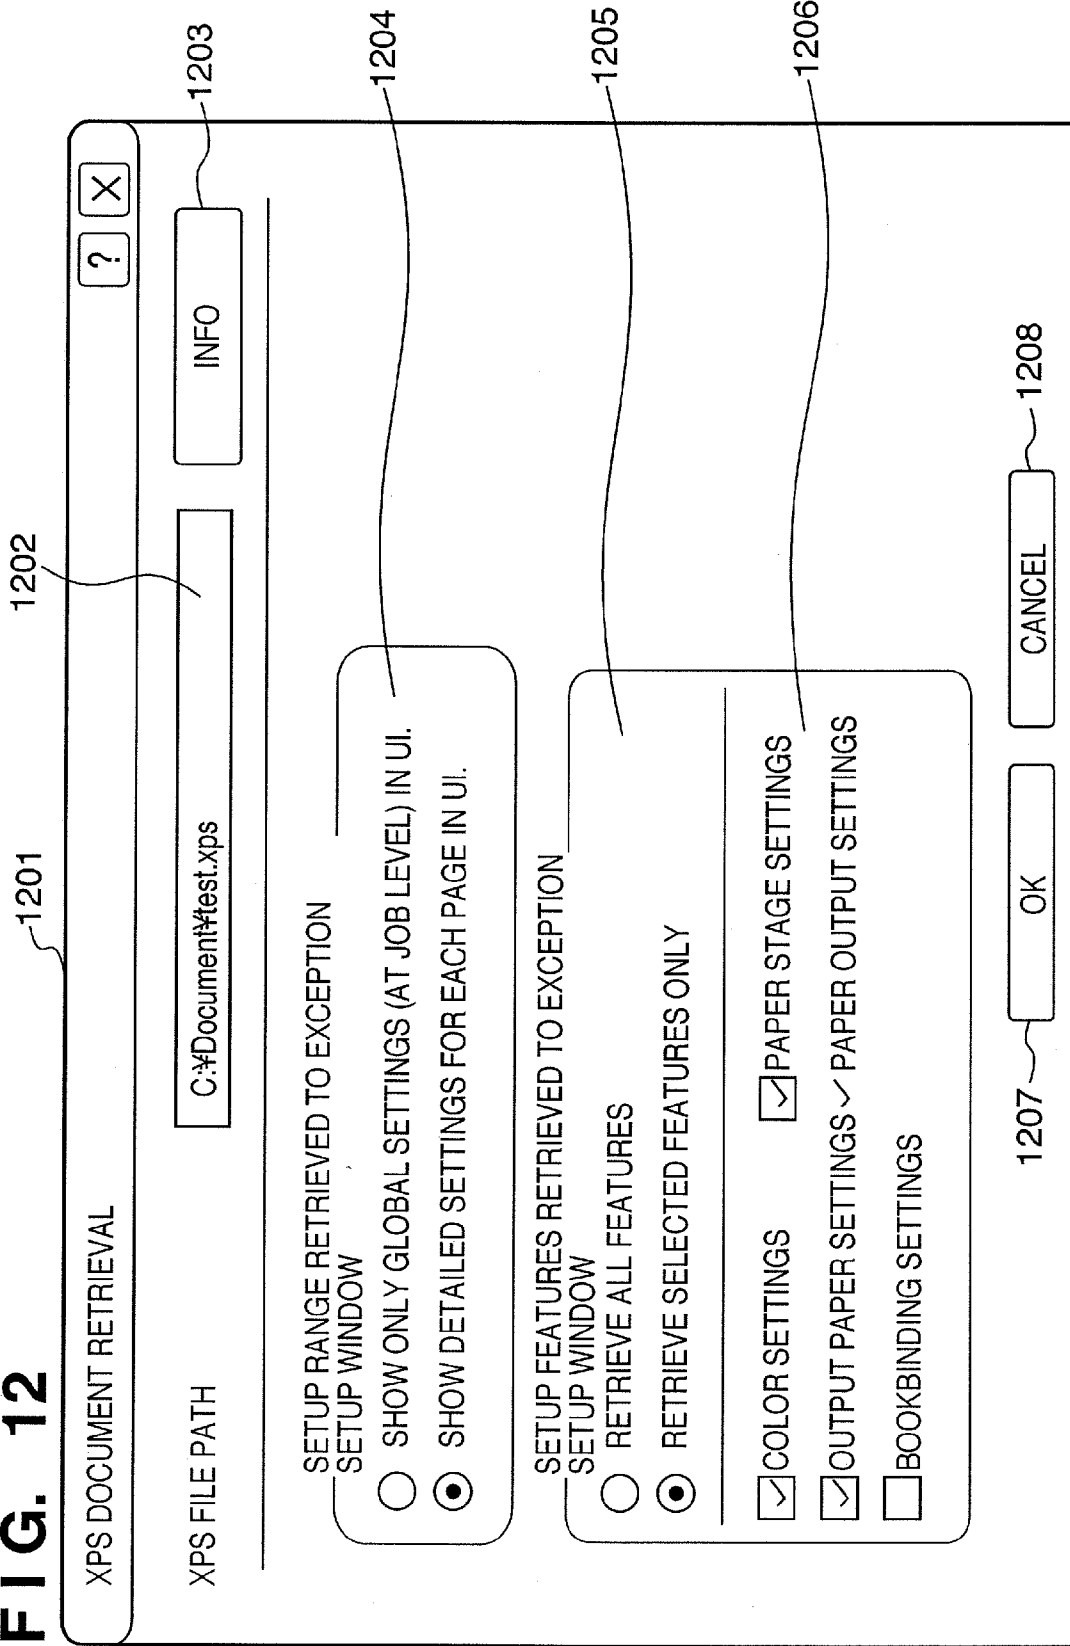 FIG. 12
1201
1202
XPS DOCUMENT RETRIEVAL
? X
XPS FILE PATH
C:¥Document¥test.xps
INFO
1203
SETUP RANGE RETRIEVED TO EXCEPTION
SETUP WINDOW
SHOW ONLY GLOBAL SETTINGS (AT JOB LEVEL) IN UI.
1204
SHOW DETAILED SETTINGS FOR EACH PAGE IN UI.
SETUP FEATURES RETRIEVED TO EXCEPTION
SETUP WINDOW
RETRIEVE ALL FEATURES
1205
RETRIEVE SELECTED FEATURES ONLY
COLOR SETTINGS
PAPER STAGE SETTINGS
1206
OUTPUT PAPER SETTINGS
PAPER OUTPUT SETTINGS
BOOKBINDING SETTINGS
1207
OK
CANCEL
1208